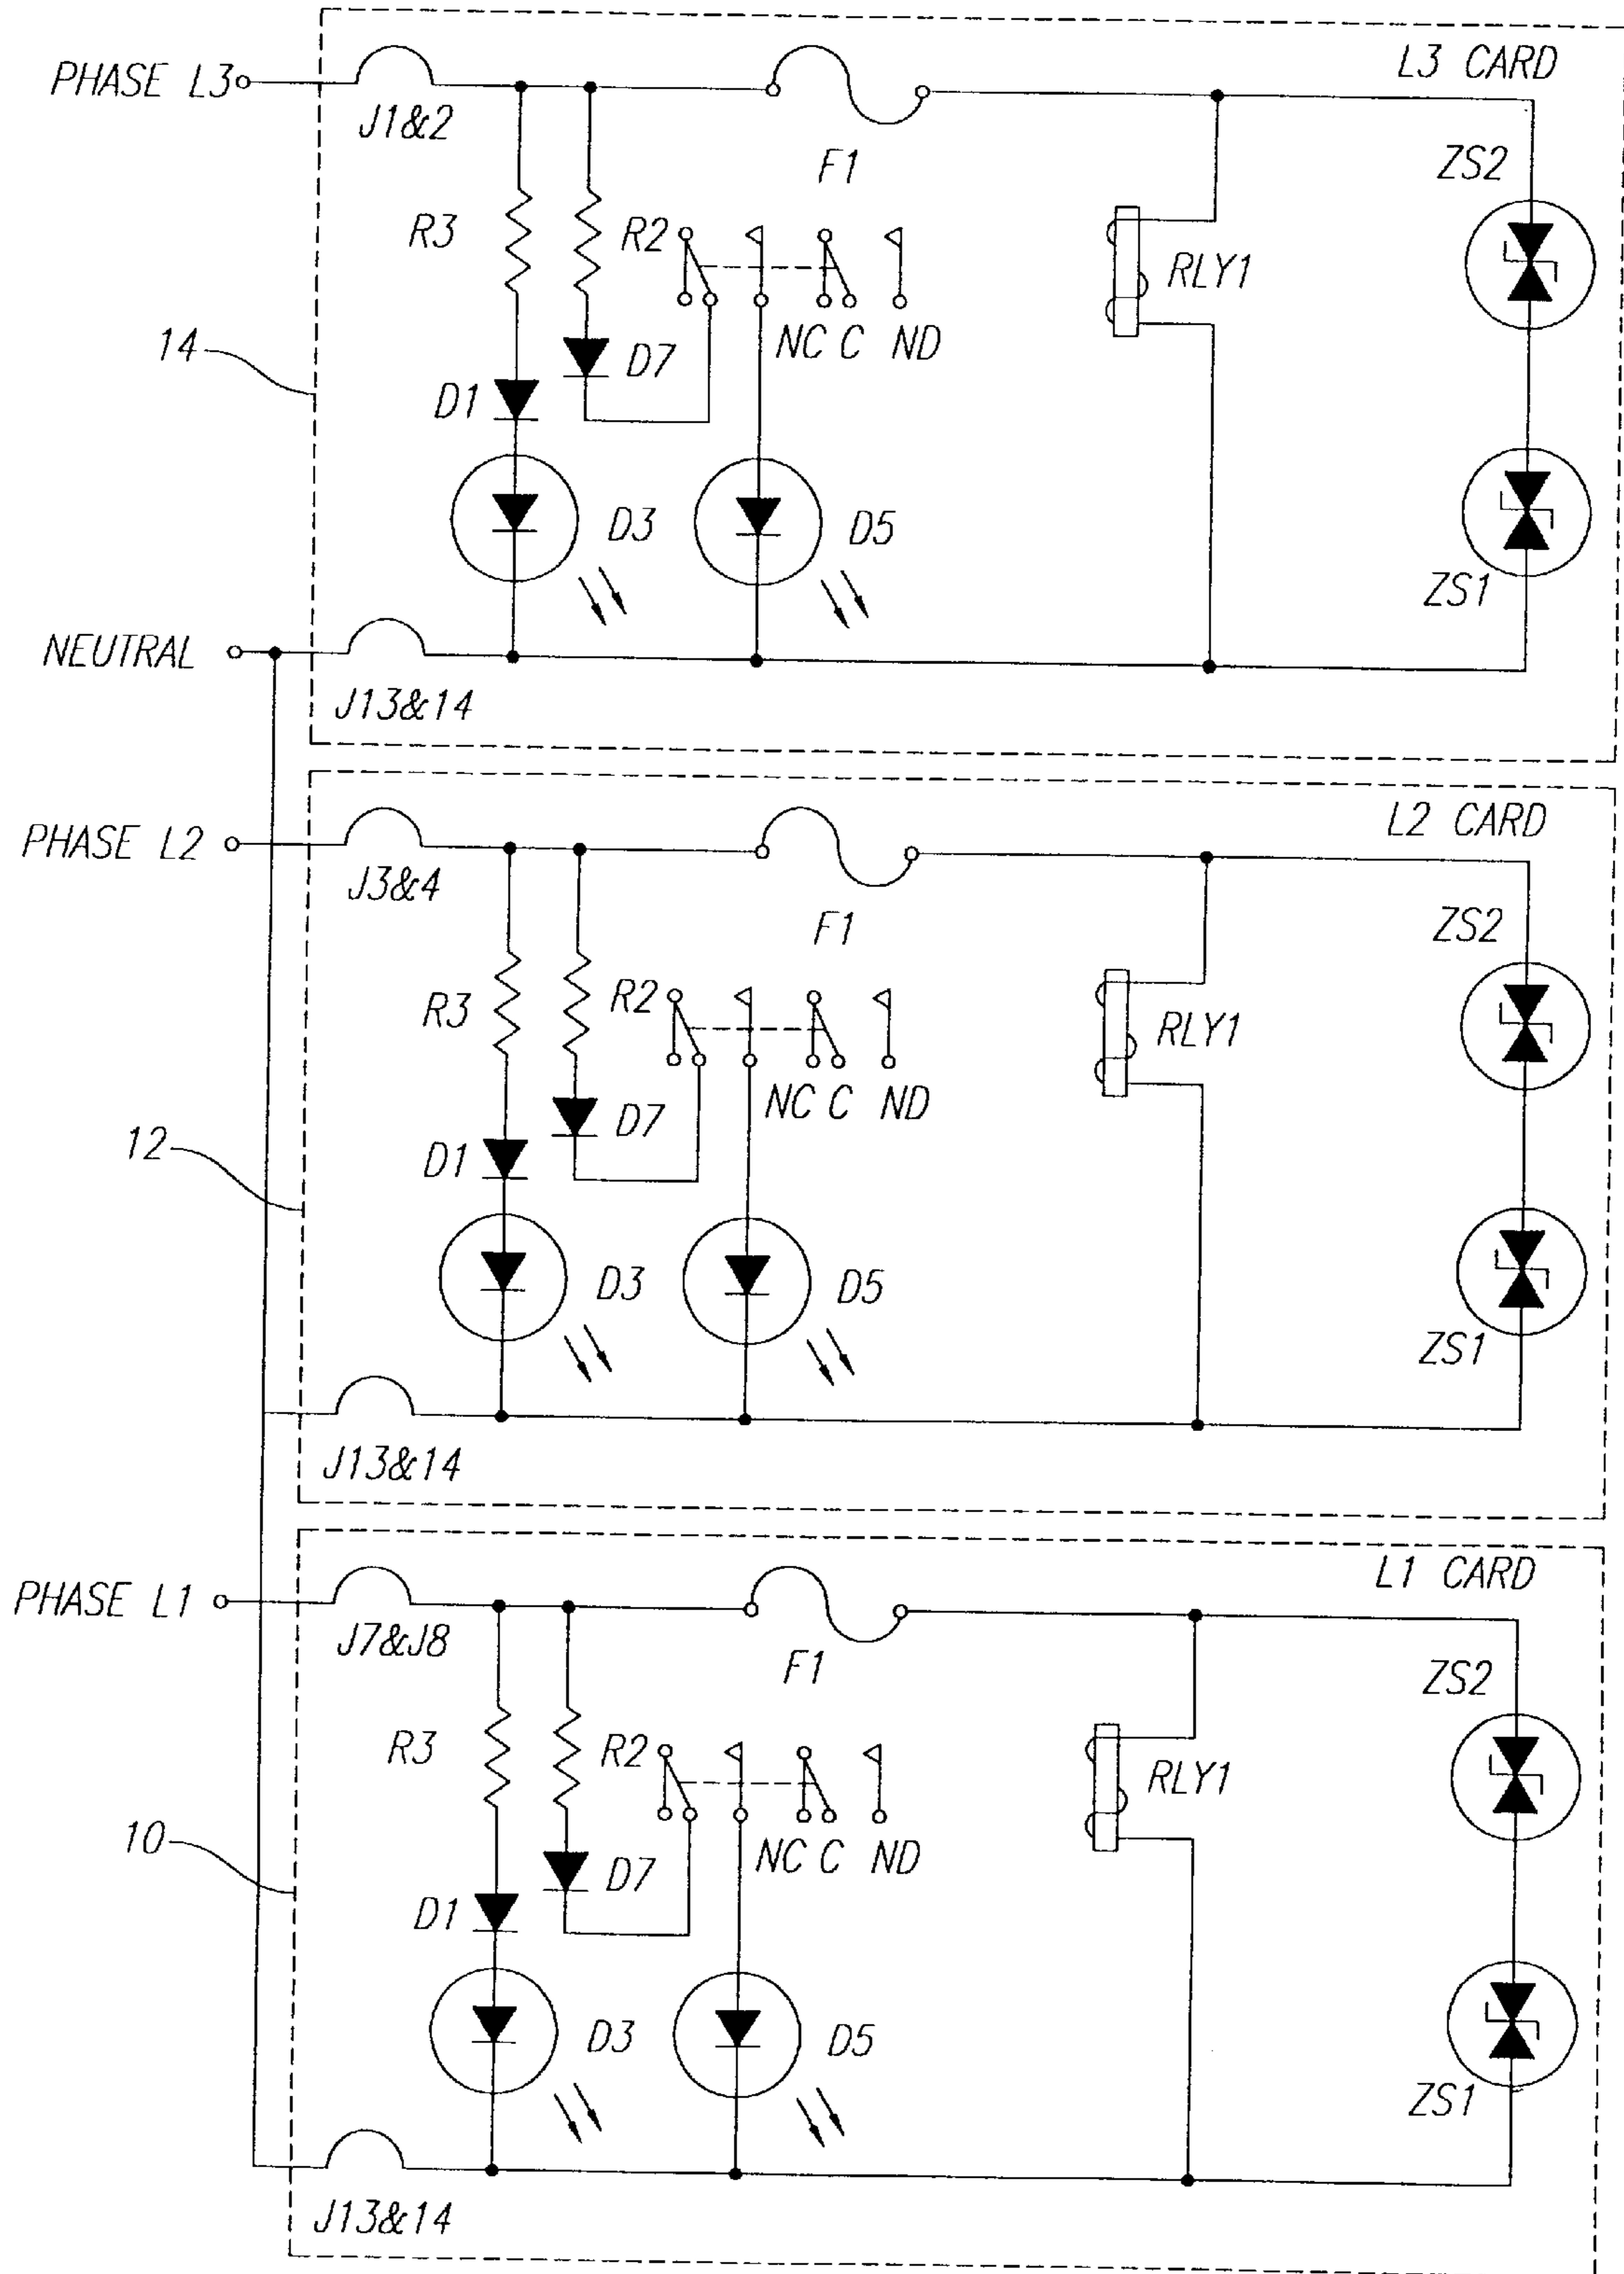 L3 CARD
PHASE L3
J1&2
F1
ZS2
R3
R2
RLY1
14
NC C ND
D7
D1
D3
D5
ZS1
NEUTRAL
J13&14
L2 CARD
PHASE L2
J3&4
F1
ZS2
R3
R2
RLY1
NC C ND
D7
12
D1
D3
D5
ZS1
J13&14
L1 CARD
PHASE L1
J7&J8
F1
ZS2
R3
R2
RLY1
10
NC C ND
D7
D1
D3
D5
ZS1
J13&14